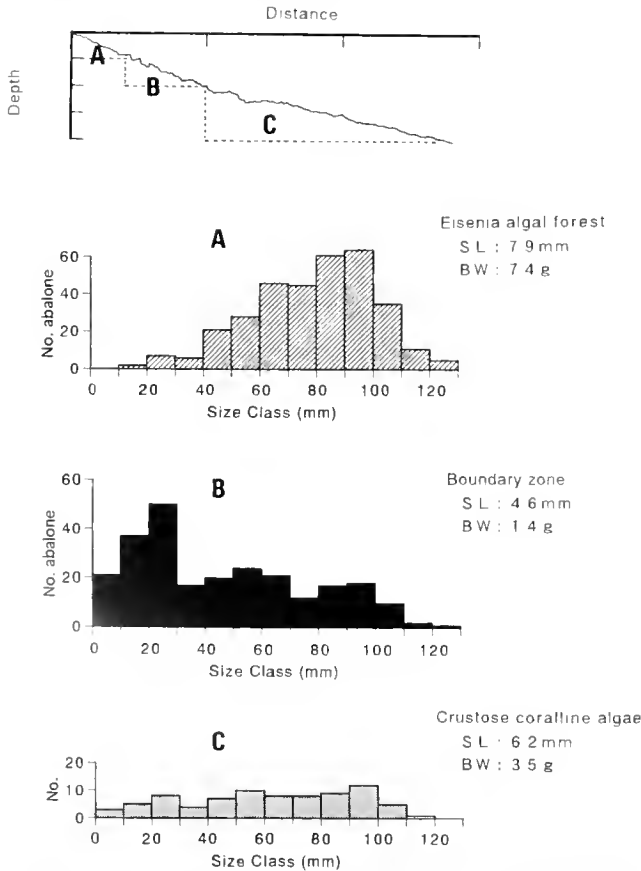 Distance
Depth
A
B
C
A
Eisenia algal forest
SL : 79mm
BW : 74g
No. abalone
60
40
20
0
0 20 40 60 80 100 120
Size Class (mm)
B
Boundary zone
SL : 46mm
BW : 14g
No. abalone
60
40
20
0
0 20 40 60 80 100 120
Size Class (mm)
C
Crustose coralline algae
SL : 62mm
BW : 35g
No.
20
10
0
0 20 40 60 80 100 120
Size Class (mm)